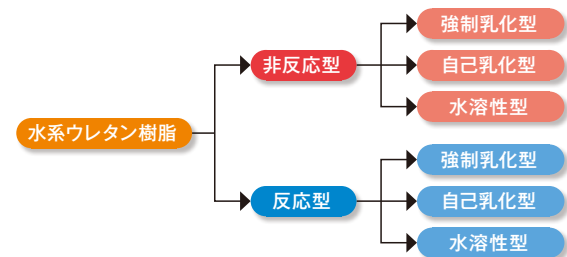 水系ウレタン樹脂
非反応型
強制乳化型
自己乳化型
水溶性型
反応型
強制乳化型
自己乳化型
水溶性型